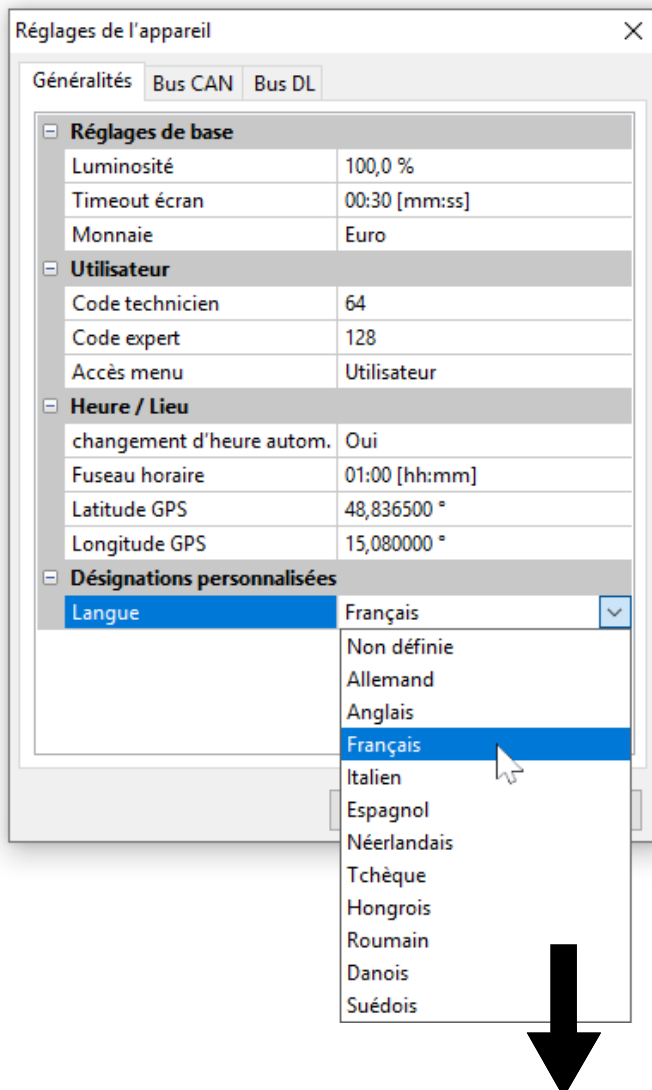 Réglages de l'appareil
Généralités Bus CAN Bus DL
Réglages de base
Luminosité 100,0 %
Timeout écran 00:30 [mm:ss]
Monnaie Euro
Utilisateur
Code technicien 64
Code expert 128
Accès menu Utilisateur
Heure / Lieu
changement d'heure autom. Oui
Fuseau horaire 01:00 [hh:mm]
Latitude GPS 48,836500 °
Longitude GPS 15,080000 °
Désignations personnalisées
Langue Français
Non définie
Allemand
Anglais
Français
Italien
Espagnol
Néerlandais
Tchèque
Hongrois
Roumain
Danois
Suédois